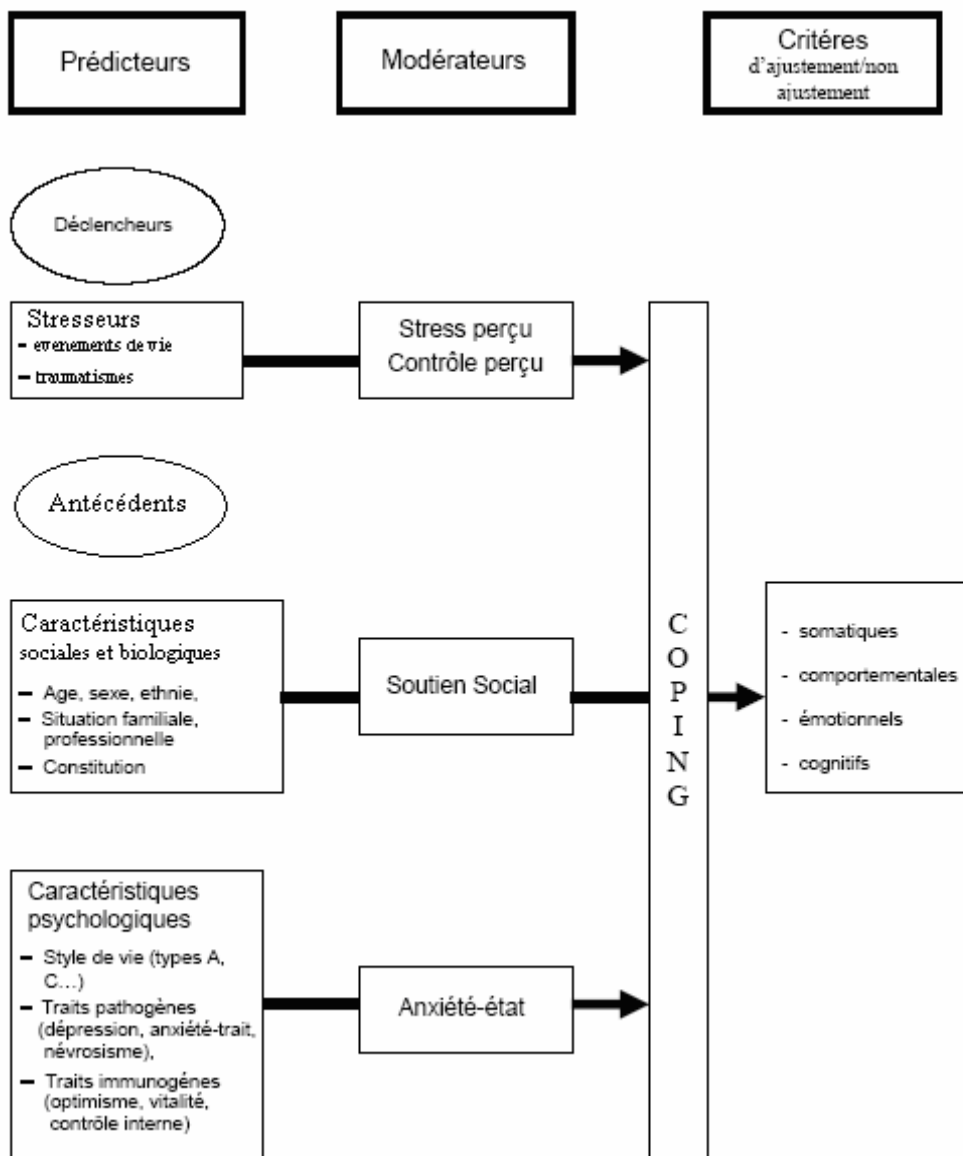 Prédicteurs
Modérateurs
Critéres
d'ajustement/non
ajustement
Déclencheurs
Stresseurs
- evenements de vie
- traumatismes
Stress perçu
Contrôle perçu
Antécédents
Caractéristiques
sociales et biologiques
- Age, sexe, ethnie,
- Situation familiale,
professionnelle
- Constitution
Soutien Social
COPING
- somatiques
- comportementales
- émotionnels
- cognitifs
Caractéristiques
psychologiques
- Style de vie (types A,
C...)
- Traits pathogènes
(dépression, anxiété-trait,
névrosisme),
- Traits immunogénes
(optimisme, vitalité,
contrôle interne)
Anxiété-état